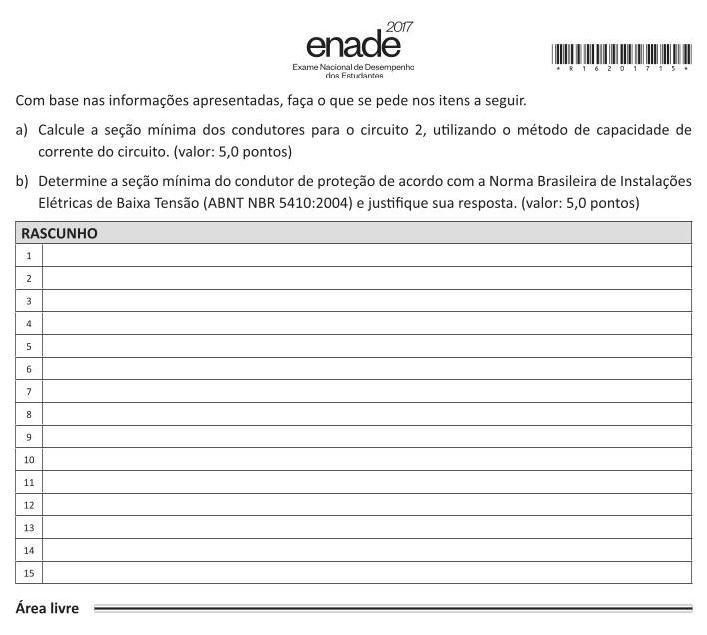 2017
enade
Exame Nacional de Desempenho
dos Estudantes
* R 1 6 2 0 1 7 1 5 *
Com base nas informações apresentadas, faça o que se pede nos itens a seguir.
a) Calcule a seção mínima dos condutores para o circuito 2, utilizando o método de capacidade de
corrente do circuito. (valor: 5,0 pontos)
b) Determine a seção mínima do condutor de proteção de acordo com a Norma Brasileira de Instalações
Elétricas de Baixa Tensão (ABNT NBR 5410:2004) e justifique sua resposta. (valor: 5,0 pontos)
RASCUNHO
1
2
3
4
5
6
7
8
9
10
11
12
13
14
15
Área livre